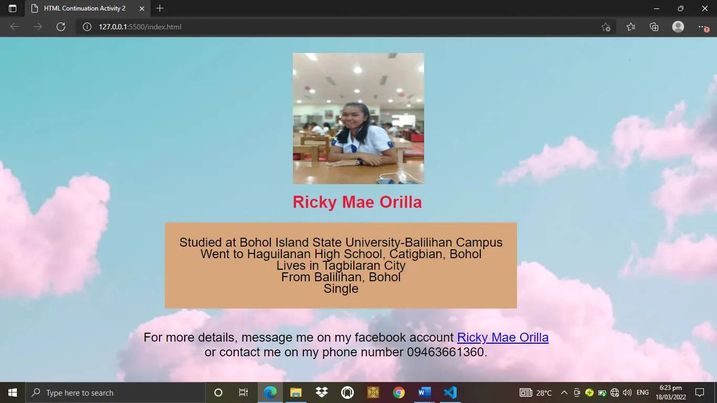 HTML Continuation Activity 2
127.0.0.1:5500/index.html
Ricky Mae Orilla
Studied at Bohol Island State University-Balilihan Campus
Went to Haguilanan High School, Catigbian, Bohol
Lives in Tagbilaran City
From Balilihan, Bohol
Single
For more details, message me on my facebook account Ricky Mae Orilla
or contact me on my phone number 09463661360.
Type here to search
28°C
ENG
6:23 pm
18/03/2022